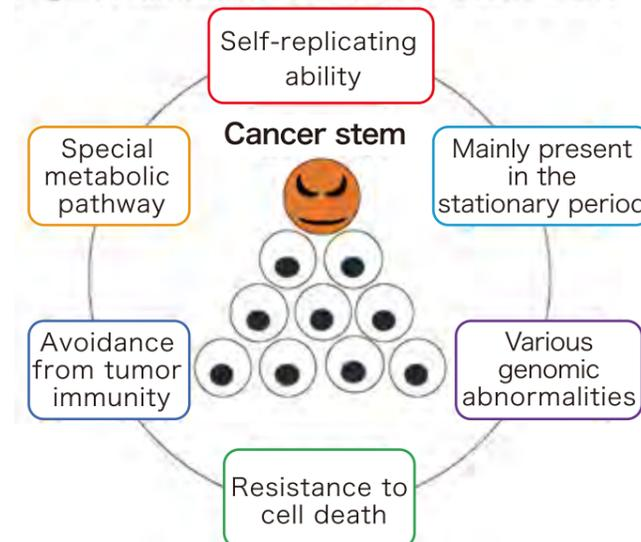 Self-replicating
ability
Cancer stem
Special
metabolic
pathway
Mainly present
in the
stationary period
Avoidance
from tumor
immunity
Various
genomic
abnormalities
Resistance to
cell death